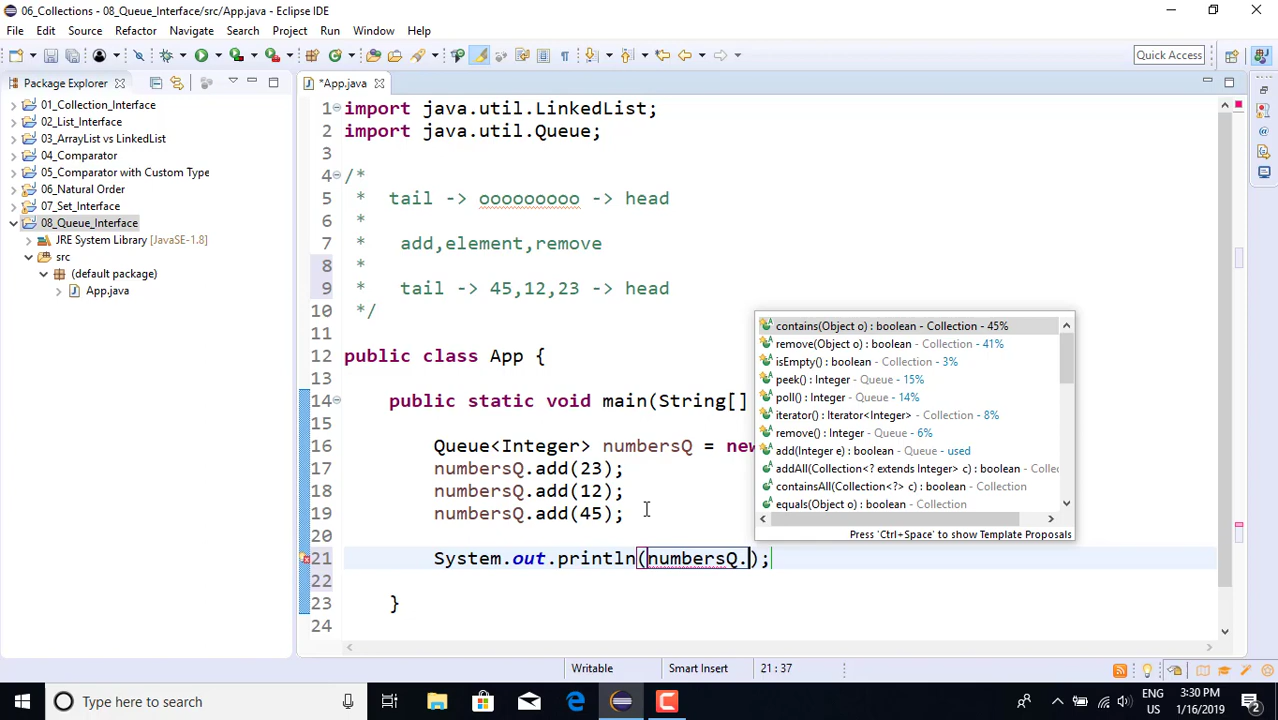 06_Collections - 08_Queue_Interface/src/App.java - Eclipse IDE
File Edit Source Refactor Navigate Search Project Run Window Help
Quick Access
Package Explorer
*App.java
01_Collection_Interface
02_List_Interface
03_ArrayList vs LinkedList
04_Comparator
05_Comparator with Custom Type
06_Natural Order
07_Set_Interface
08_Queue_Interface
JRE System Library [JavaSE-1.8]
src
(default package)
App.java
1 import java.util.LinkedList;
2 import java.util.Queue;
3
4 /*
5 * tail -> ooooooooo -> head
6 *
7 * add,element,remove
8 *
9 * tail -> 45,12,23 -> head
10 */
11
12 public class App {
13
14 public static void main(String[]
15
16 Queue<Integer> numbersQ = new
17 numbersQ.add(23);
18 numbersQ.add(12);
19 numbersQ.add(45);
20
21 System.out.println(numbersQ.);
22
23 }
24
contains(Object o) : boolean - Collection - 45%
remove(Object o) : boolean - Collection - 41%
isEmpty() : boolean - Collection - 3%
peek() : Integer - Queue - 15%
poll() : Integer - Queue - 14%
iterator() : Iterator<Integer> - Collection - 8%
remove() : Integer - Queue - 6%
add(Integer e) : boolean - Queue - used
addAll(Collection<? extends Integer> c) : boolean - Colle
containsAll(Collection<?> c) : boolean - Collection
equals(Object o) : boolean - Collection
Press 'Ctrl+Space' to show Template Proposals
Writable Smart Insert 21 : 37
Type here to search
ENG
US
3:30 PM
1/16/2019
2